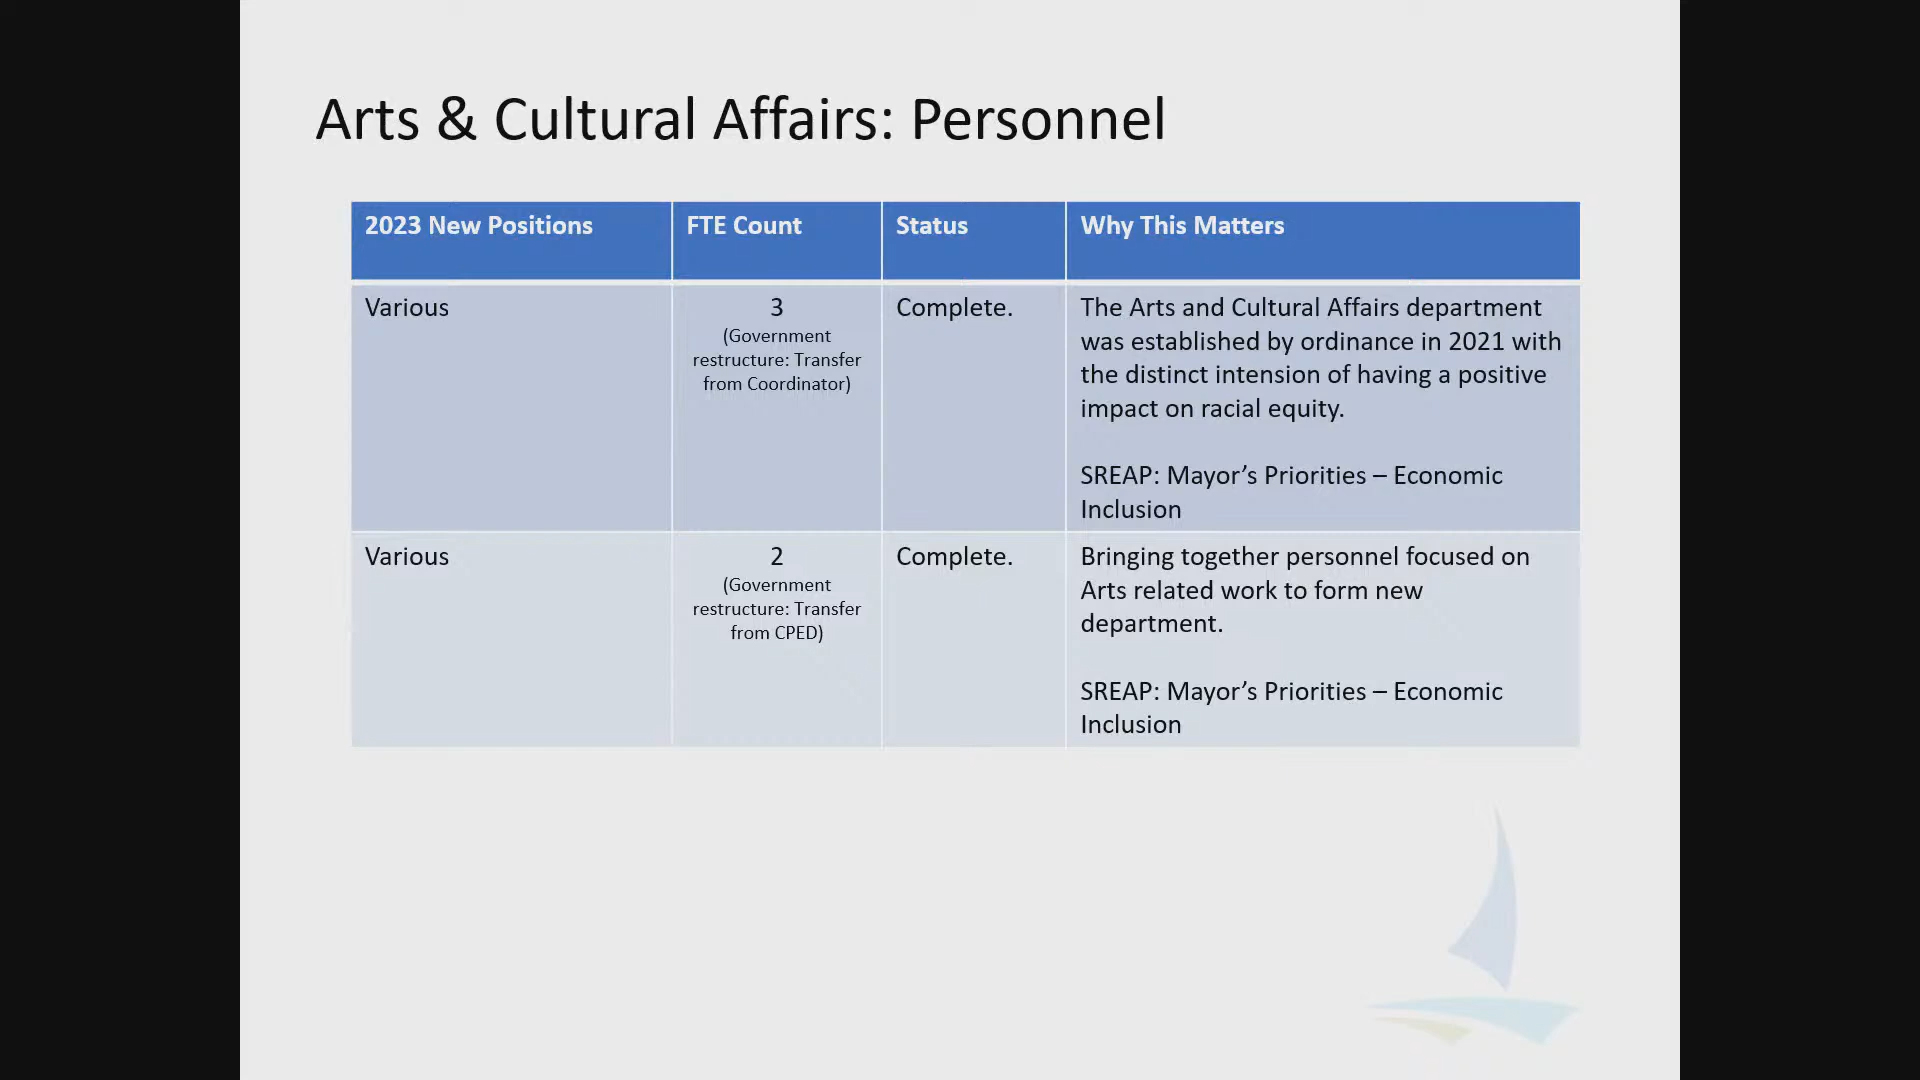 Arts & Cultural Affairs: Personnel
2023 New Positions
FTE Count
Status
Why This Matters
Various
3
(Government
restructure: Transfer
from Coordinator)
Complete.
The Arts and Cultural Affairs department
was established by ordinance in 2021 with
the distinct intension of having a positive
impact on racial equity.
SREAP: Mayor’s Priorities – Economic
Inclusion
Various
2
(Government
restructure: Transfer
from CPED)
Complete.
Bringing together personnel focused on
Arts related work to form new
department.
SREAP: Mayor’s Priorities – Economic
Inclusion